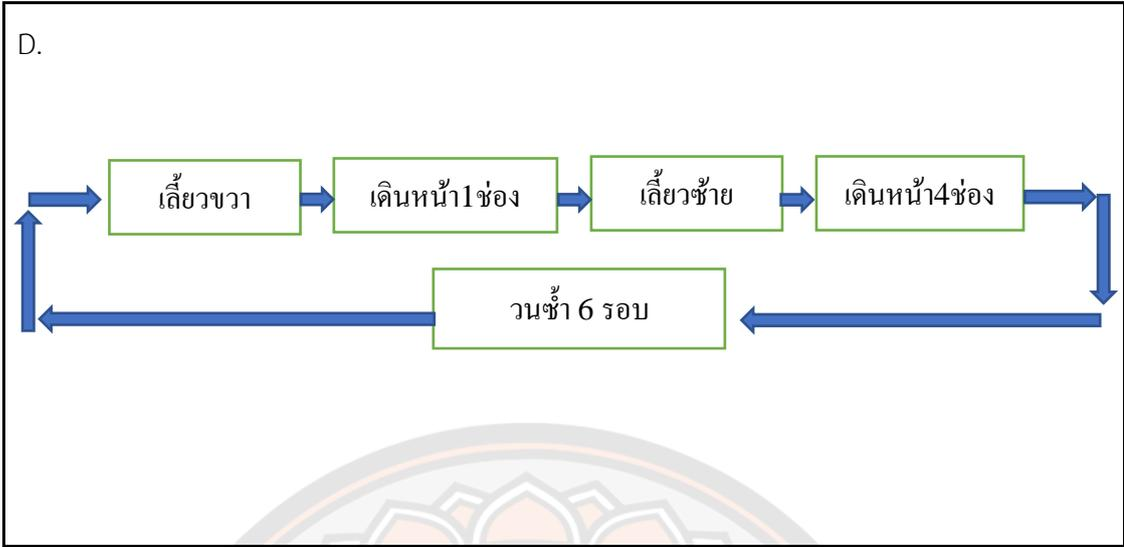 D.
เลี้ยวขวา
เดินหน้า1ช่อง
เลี้ยวซ้าย
เดินหน้า4ช่อง
วนซ้ำ 6 รอบ